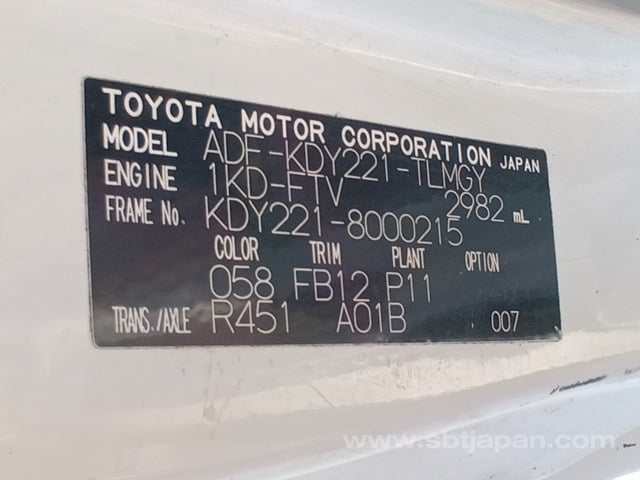 TOYOTA MOTOR CORPORATION JAPAN
MODEL ADF-KDY221-TLMGY
ENGINE 1KD-FTV 2982 mL
FRAME No. KDY221-8000215
COLOR TRIM PLANT OPTION
058 FB12 P11
TRANS./AXLE R451 A01B 007
www.sbtjapan.com